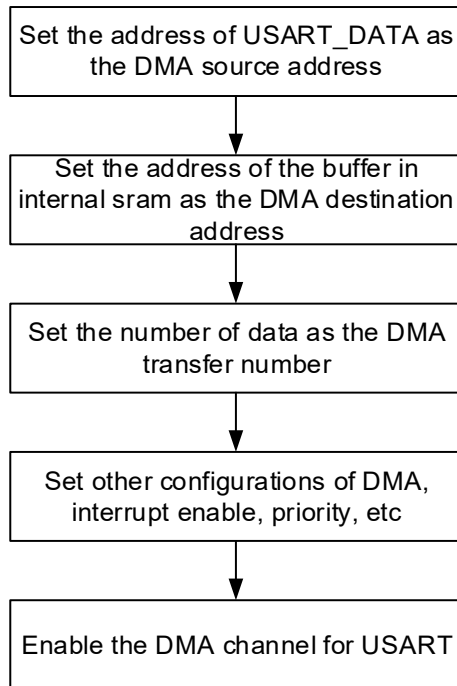 Set the address of USART_DATA as
the DMA source address
Set the address of the buffer in
internal sram as the DMA destination
address
Set the number of data as the DMA
transfer number
Set other configurations of DMA,
interrupt enable, priority, etc
Enable the DMA channel for USART